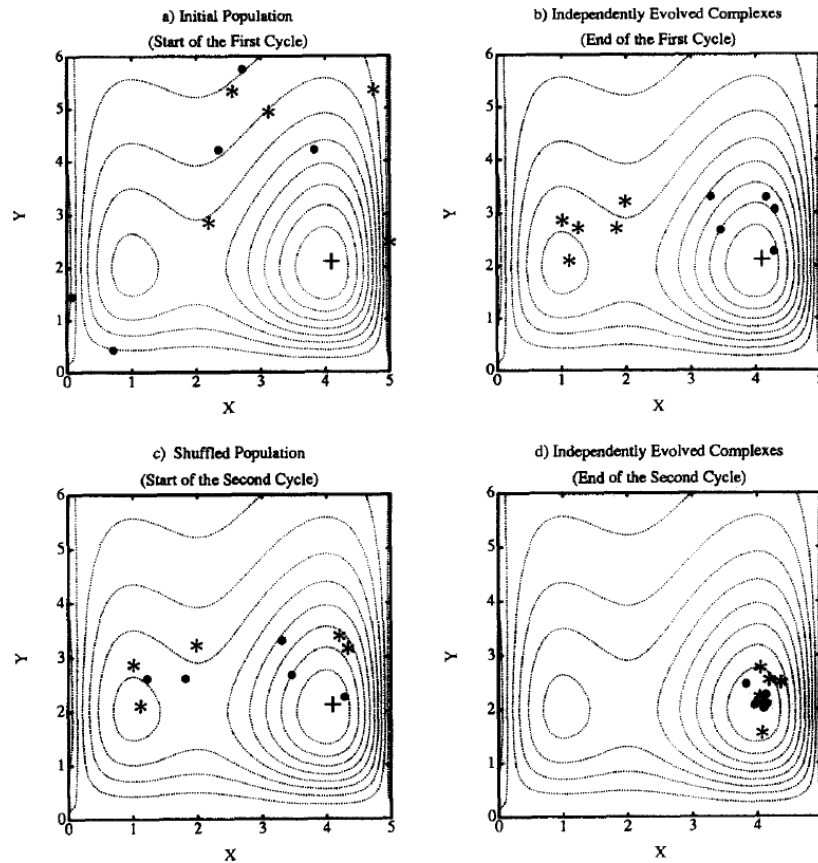 a) Initial Population
(Start of the First Cycle)
6
5
4
Y
3
2
1
0
0 1 2 3 4 5
X
b) Independently Evolved Complexes
(End of the First Cycle)
6
5
4
Y
3
2
1
0
0 1 2 3 4
X
c) Shuffled Population
(Start of the Second Cycle)
6
5
4
Y
3
2
1
0
0 1 2 3 4 5
X
d) Independently Evolved Complexes
(End of the Second Cycle)
6
5
4
Y
3
2
1
0
0 1 2 3 4
X